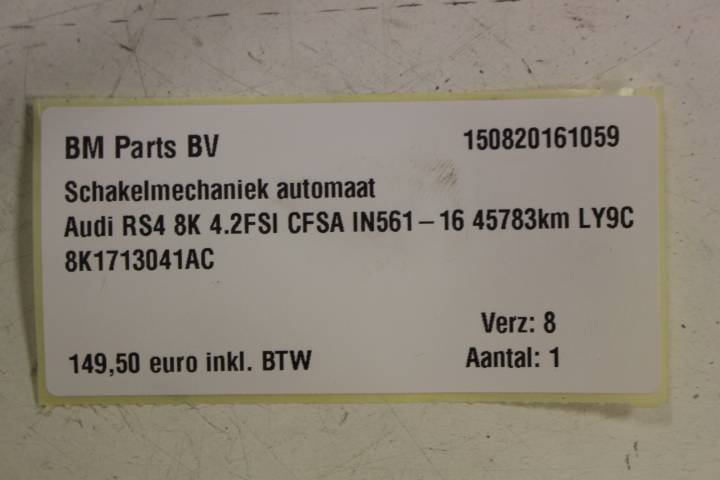 BM Parts BV 150820161059
Schakelmechaniek automaat
Audi RS4 8K 4.2FSI CFSA IN561-16 45783km LY9C
8K1713041AC
Verz: 8
149,50 euro inkl. BTW Aantal: 1